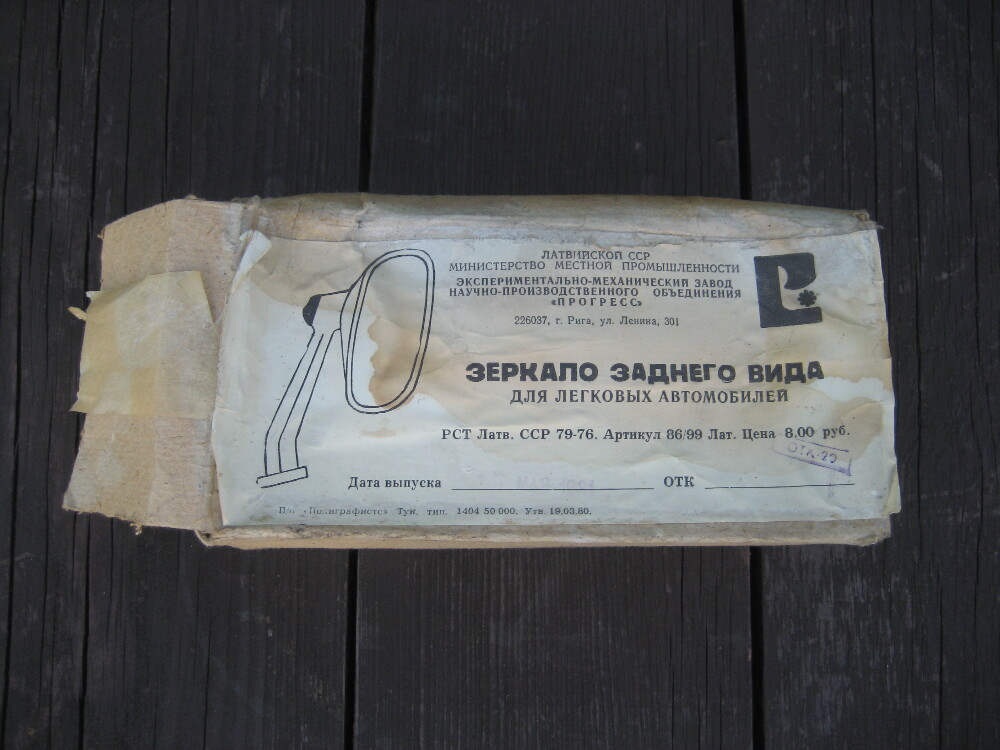 ЛАТВИЙСКОЙ ССР
МИНИСТЕРСТВО МЕСТНОЙ ПРОМЫШЛЕННОСТИ
ЭКСПЕРИМЕНТАЛЬНО-МЕХАНИЧЕСКИЙ ЗАВОД
НАУЧНО-ПРОИЗВОДСТВЕННОГО ОБЪЕДИНЕНИЯ
«ПРОГРЕСС»
226037, г. Рига, ул. Ленина, 301
ЗЕРКАЛО ЗАДНЕГО ВИДА
ДЛЯ ЛЕГКОВЫХ АВТОМОБИЛЕЙ
РСТ Латв. ССР 79-76. Артикул 86/99 Лат. Цена 8.00 руб.
ОТК-29
Дата выпуска ОТК
«Полиграфистс» Тук. тип. 1404 50 000. Утв. 19.03.80.